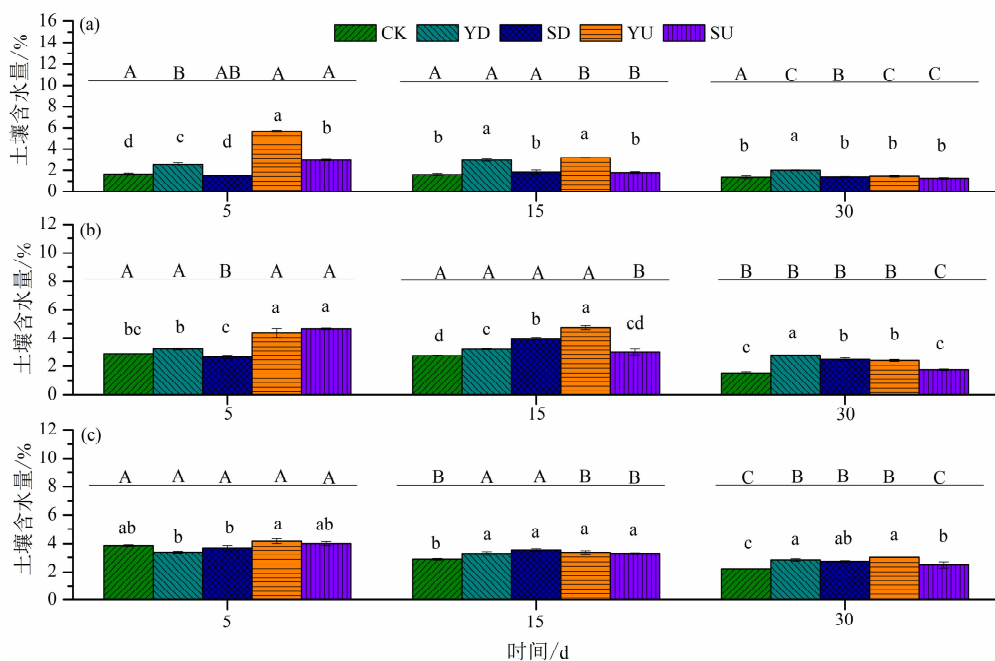 (a)
CK YD SD YU SU
土壤含水量/%
16
14
12
10
8
6
4
2
0
A B AB A A
A A A B B
A C B C C
d c d a b
b a b a b
b a b b b
5 15 30
(b)
土壤含水量/%
12
10
8
6
4
2
0
A A B A A
A A A A B
B B B B C
bc b c a a
d c b a cd
c a b b c
5 15 30
(c)
土壤含水量/%
12
10
8
6
4
2
0
A A A A A
B A A B B
C B B B C
ab b b a ab
b a a a a
c a ab a b
5 15 30
时间/d